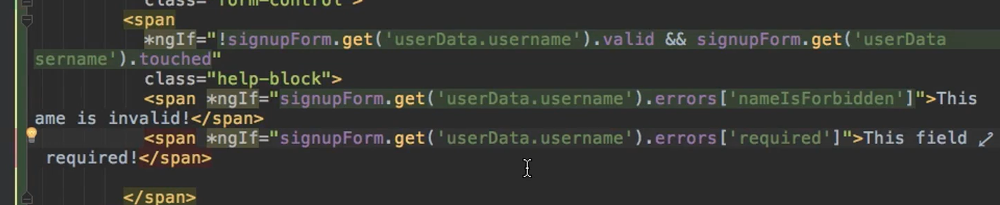 class="form-control">
<span
*ngIf="!signupForm.get('userData.username').valid && signupForm.get('userData
sername').touched"
class="help-block">
<span *ngIf="signupForm.get('userData.username').errors['nameIsForbidden']">This
ame is invalid!</span>
<span *ngIf="signupForm.get('userData.username').errors['required']">This field
required!</span>
</span>